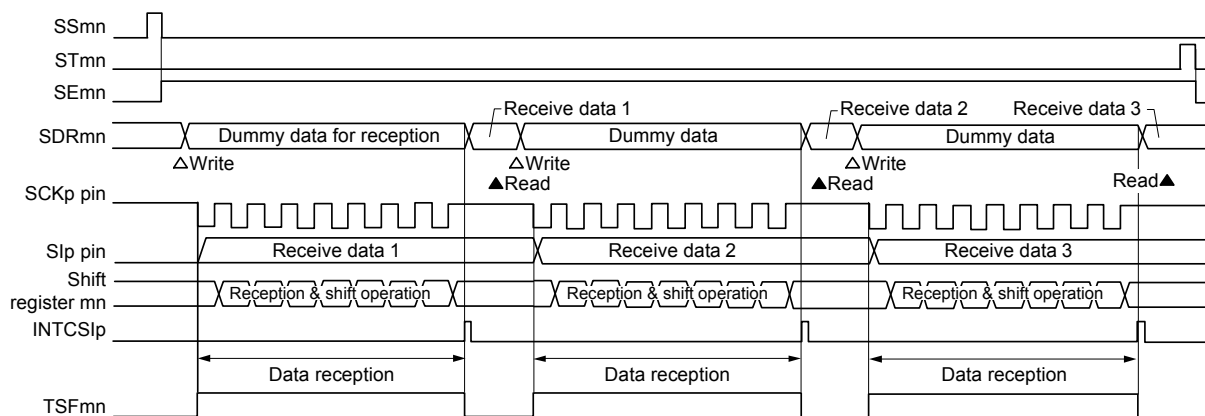 SSmn
STmn
SEmn
Receive data 1
Receive data 2
Receive data 3
SDRmn
Dummy data for reception
Dummy data
Dummy data
△Write
△Write
△Write
▲Read
▲Read
Read▲
SCKp pin
SIp pin
Receive data 1
Receive data 2
Receive data 3
Shift
register mn
Reception & shift operation
Reception & shift operation
Reception & shift operation
INTCSIp
Data reception
Data reception
Data reception
TSFmn